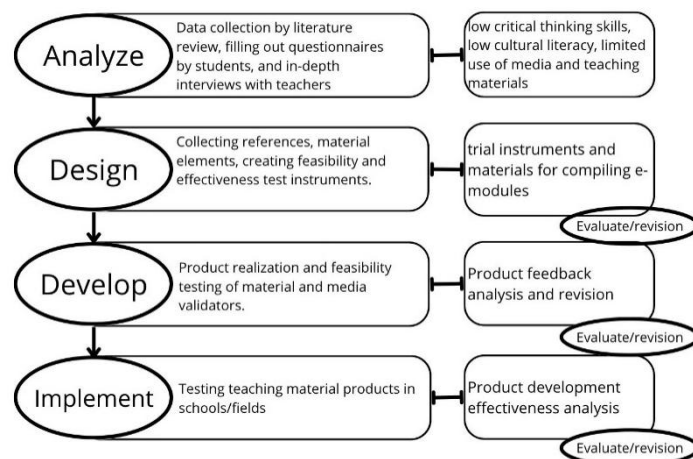 Analyze
Data collection by literature
review, filling out questionnaires
by students, and in-depth
interviews with teachers
low critical thinking skills,
low cultural literacy, limited
use of media and teaching
materials
Design
Collecting references, material
elements, creating feasibility and
effectiveness test instruments.
trial instruments and
materials for compiling e-
modules
Evaluate/revision
Develop
Product realization and feasibility
testing of material and media
validators.
Product feedback
analysis and revision
Evaluate/revision
Implement
Testing teaching material products in
schools/fields
Product development
effectiveness analysis
Evaluate/revision